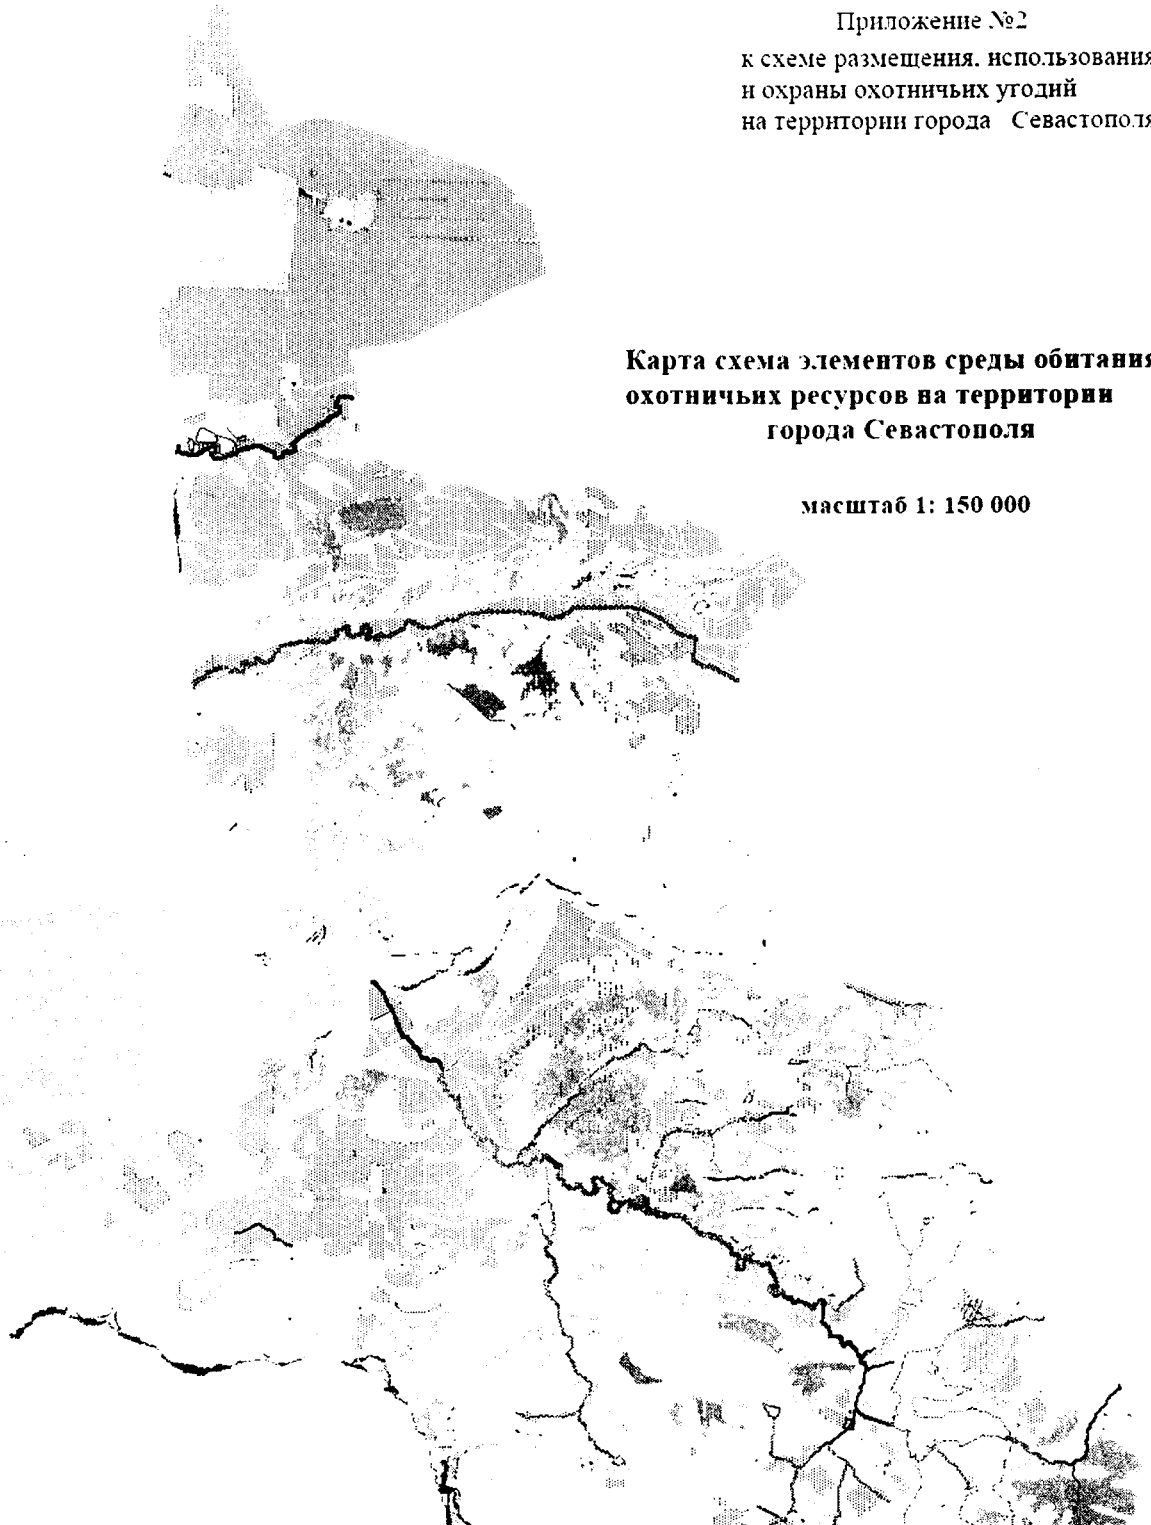 Приложение №2
к схеме размещения, использования
и охраны охотничьих угодий
на территории города Севастополя
Карта схема элементов среды обитания
охотничьих ресурсов на территории
города Севастополя
масштаб 1: 150 000